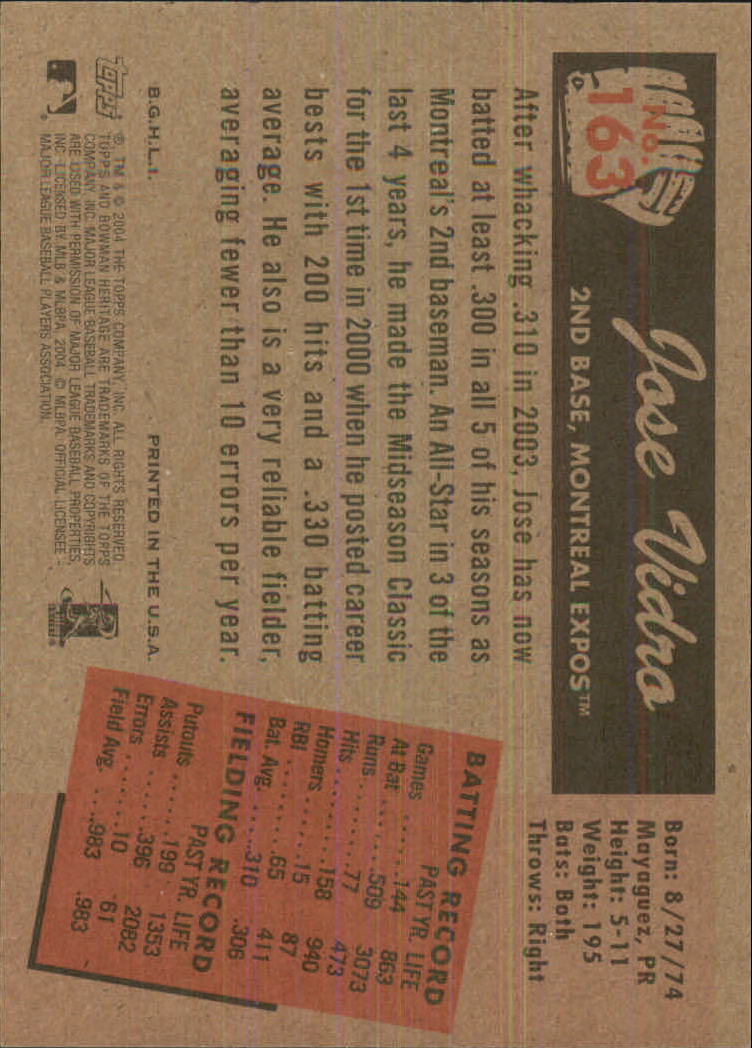 No.
163
Jose Vidro
2ND BASE, MONTREAL EXPOS™
Born: 8/27/74
Mayaguez, PR
Height: 5-11
Weight: 195
Bats: Both
Throws: Right
After whacking .310 in 2003, Jose has now
batted at least .300 in all 5 of his seasons as
Montreal's 2nd baseman. An All-Star in 3 of the
last 4 years, he made the Midseason Classic
for the 1st time in 2000 when he posted career
bests with 200 hits and a .330 batting
average. He also is a very reliable fielder,
averaging fewer than 10 errors per year.
BATTING RECORD
PAST YR. LIFE
Games ......144 863
At Bat ......509 3073
Runs ......77 473
Hits ......158 940
Homers ......15 87
RBI ......65 411
Bat. Avg. .....310 .306
FIELDING RECORD
PAST YR. LIFE
Putouts ......199 1353
Assists ......396 2082
Errors ......10 61
Field Avg. ....983 .983
B.G.H.L.I. PRINTED IN THE U.S.A.
Topps
® TM & © 2004 THE TOPPS COMPANY, INC. ALL RIGHTS RESERVED.
TOPPS AND BOWMAN HERITAGE ARE TRADEMARKS OF THE TOPPS
COMPANY, INC. MAJOR LEAGUE BASEBALL TRADEMARKS AND COPYRIGHTS
ARE USED WITH PERMISSION OF MAJOR LEAGUE BASEBALL PROPERTIES,
INC. LICENSED BY MLB & MLBPA 2004. © MLBPA. OFFICIAL LICENSEE -
MAJOR LEAGUE BASEBALL PLAYERS ASSOCIATION.